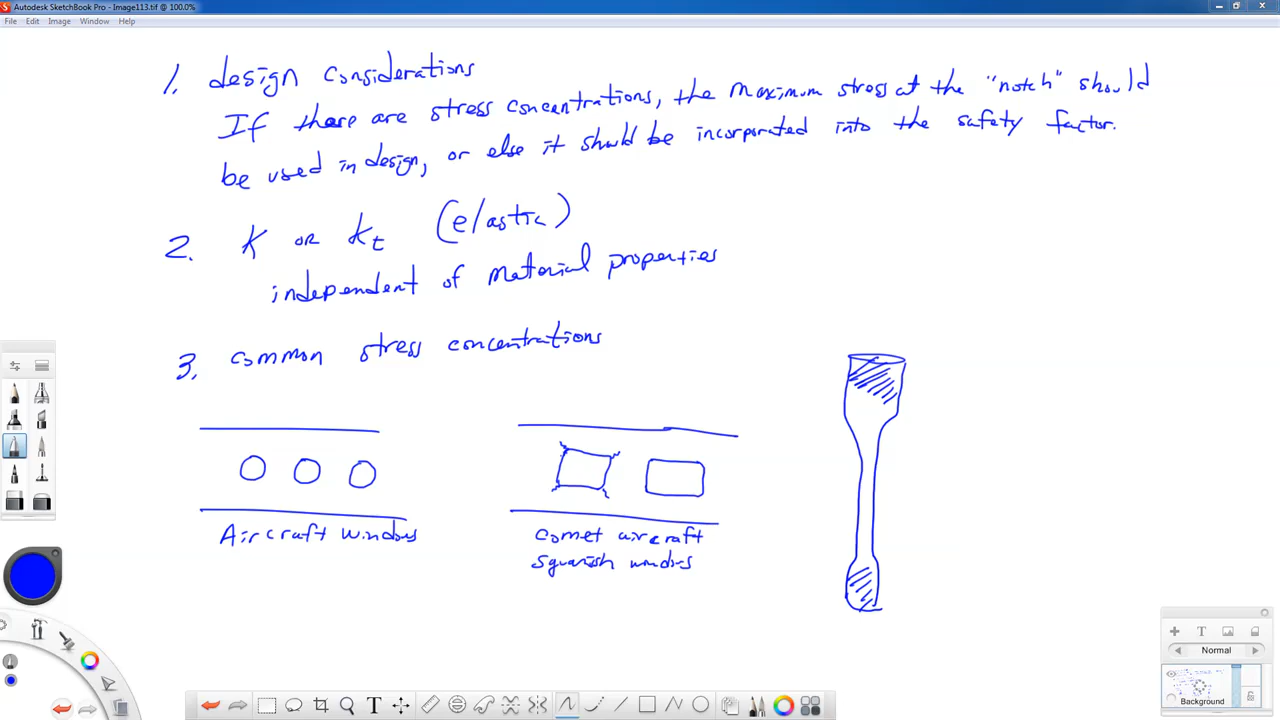 Autodesk SketchBook Pro - Image113.tif @ 100.0%
File Edit Image Window Help
1. design considerations
If there are stress concentrations, the maximum stress at the "notch" should
be used in design, or else it should be incorporated into the safety factor.
2. K or Kt (elastic)
independent of material properties
3. common stress concentrations
Aircraft windows
Comet aircraft
squarish windows
T
T
Normal
Background